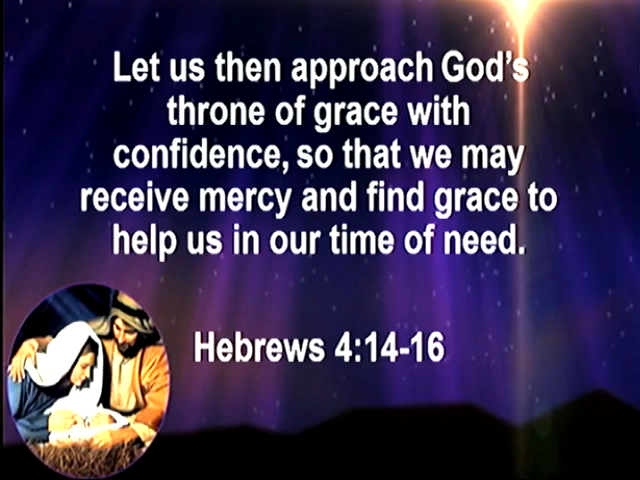 Let us then approach God's
throne of grace with
confidence, so that we may
receive mercy and find grace to
help us in our time of need.
Hebrews 4:14-16